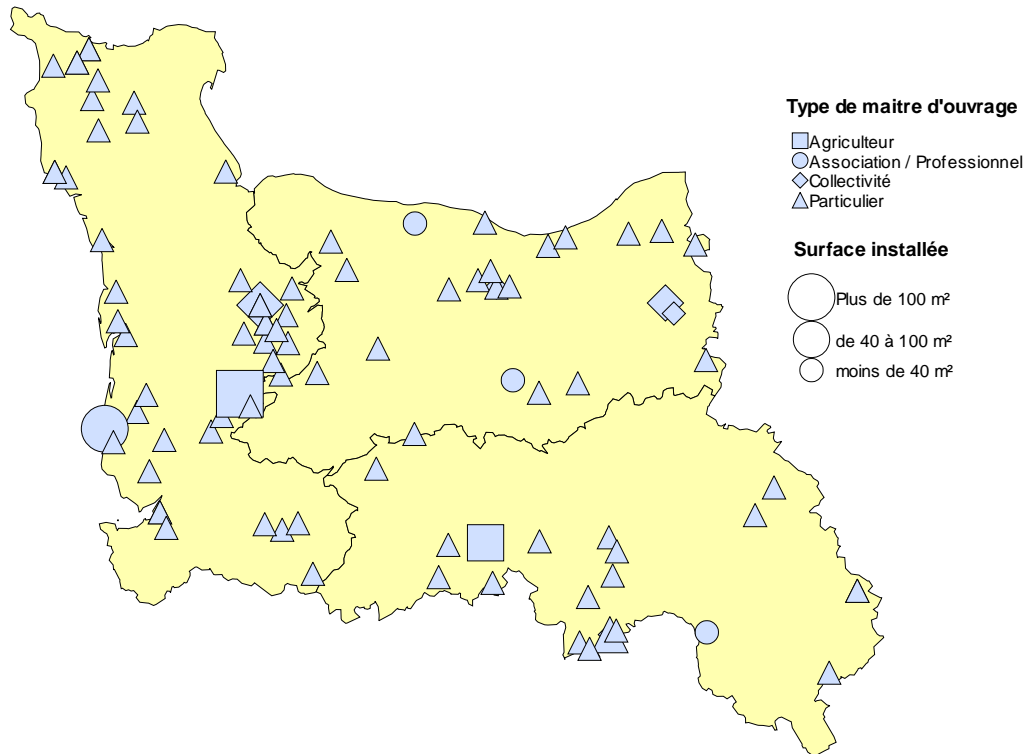 Type de maitre d'ouvrage
Agriculteur
Association / Professionnel
Collectivité
Particulier
Surface installée
Plus de 100 m²
de 40 à 100 m²
moins de 40 m²